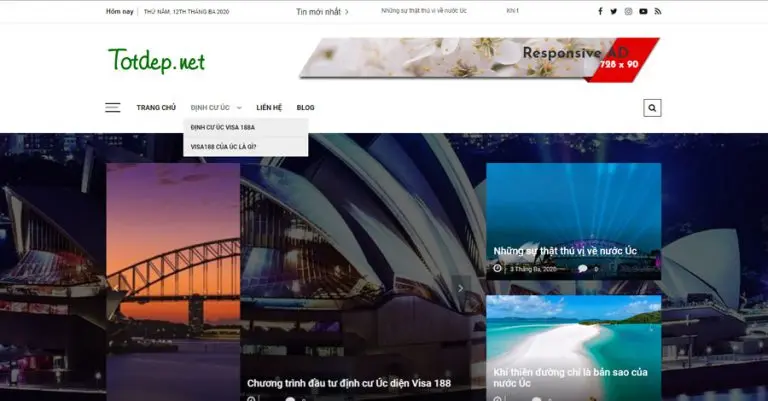 Hôm nay
THỨ NĂM, 12TH THÁNG BA 2020
Tin mới nhất
Những sự thật thú vị về nước Úc
Totdep.net
Responsive AD
728 x 90
TRANG CHỦ
ĐỊNH CƯ ÚC
LIÊN HỆ
BLOG
ĐỊNH CƯ ÚC VISA 188A
VISA188 CỦA ÚC LÀ GÌ?
Những sự thật thú vị về nước Úc
3 Tháng Ba, 2020
0
Chương trình đầu tư định cư Úc diện Visa 188
Khi thiên đường chỉ là bản sao của
nước Úc